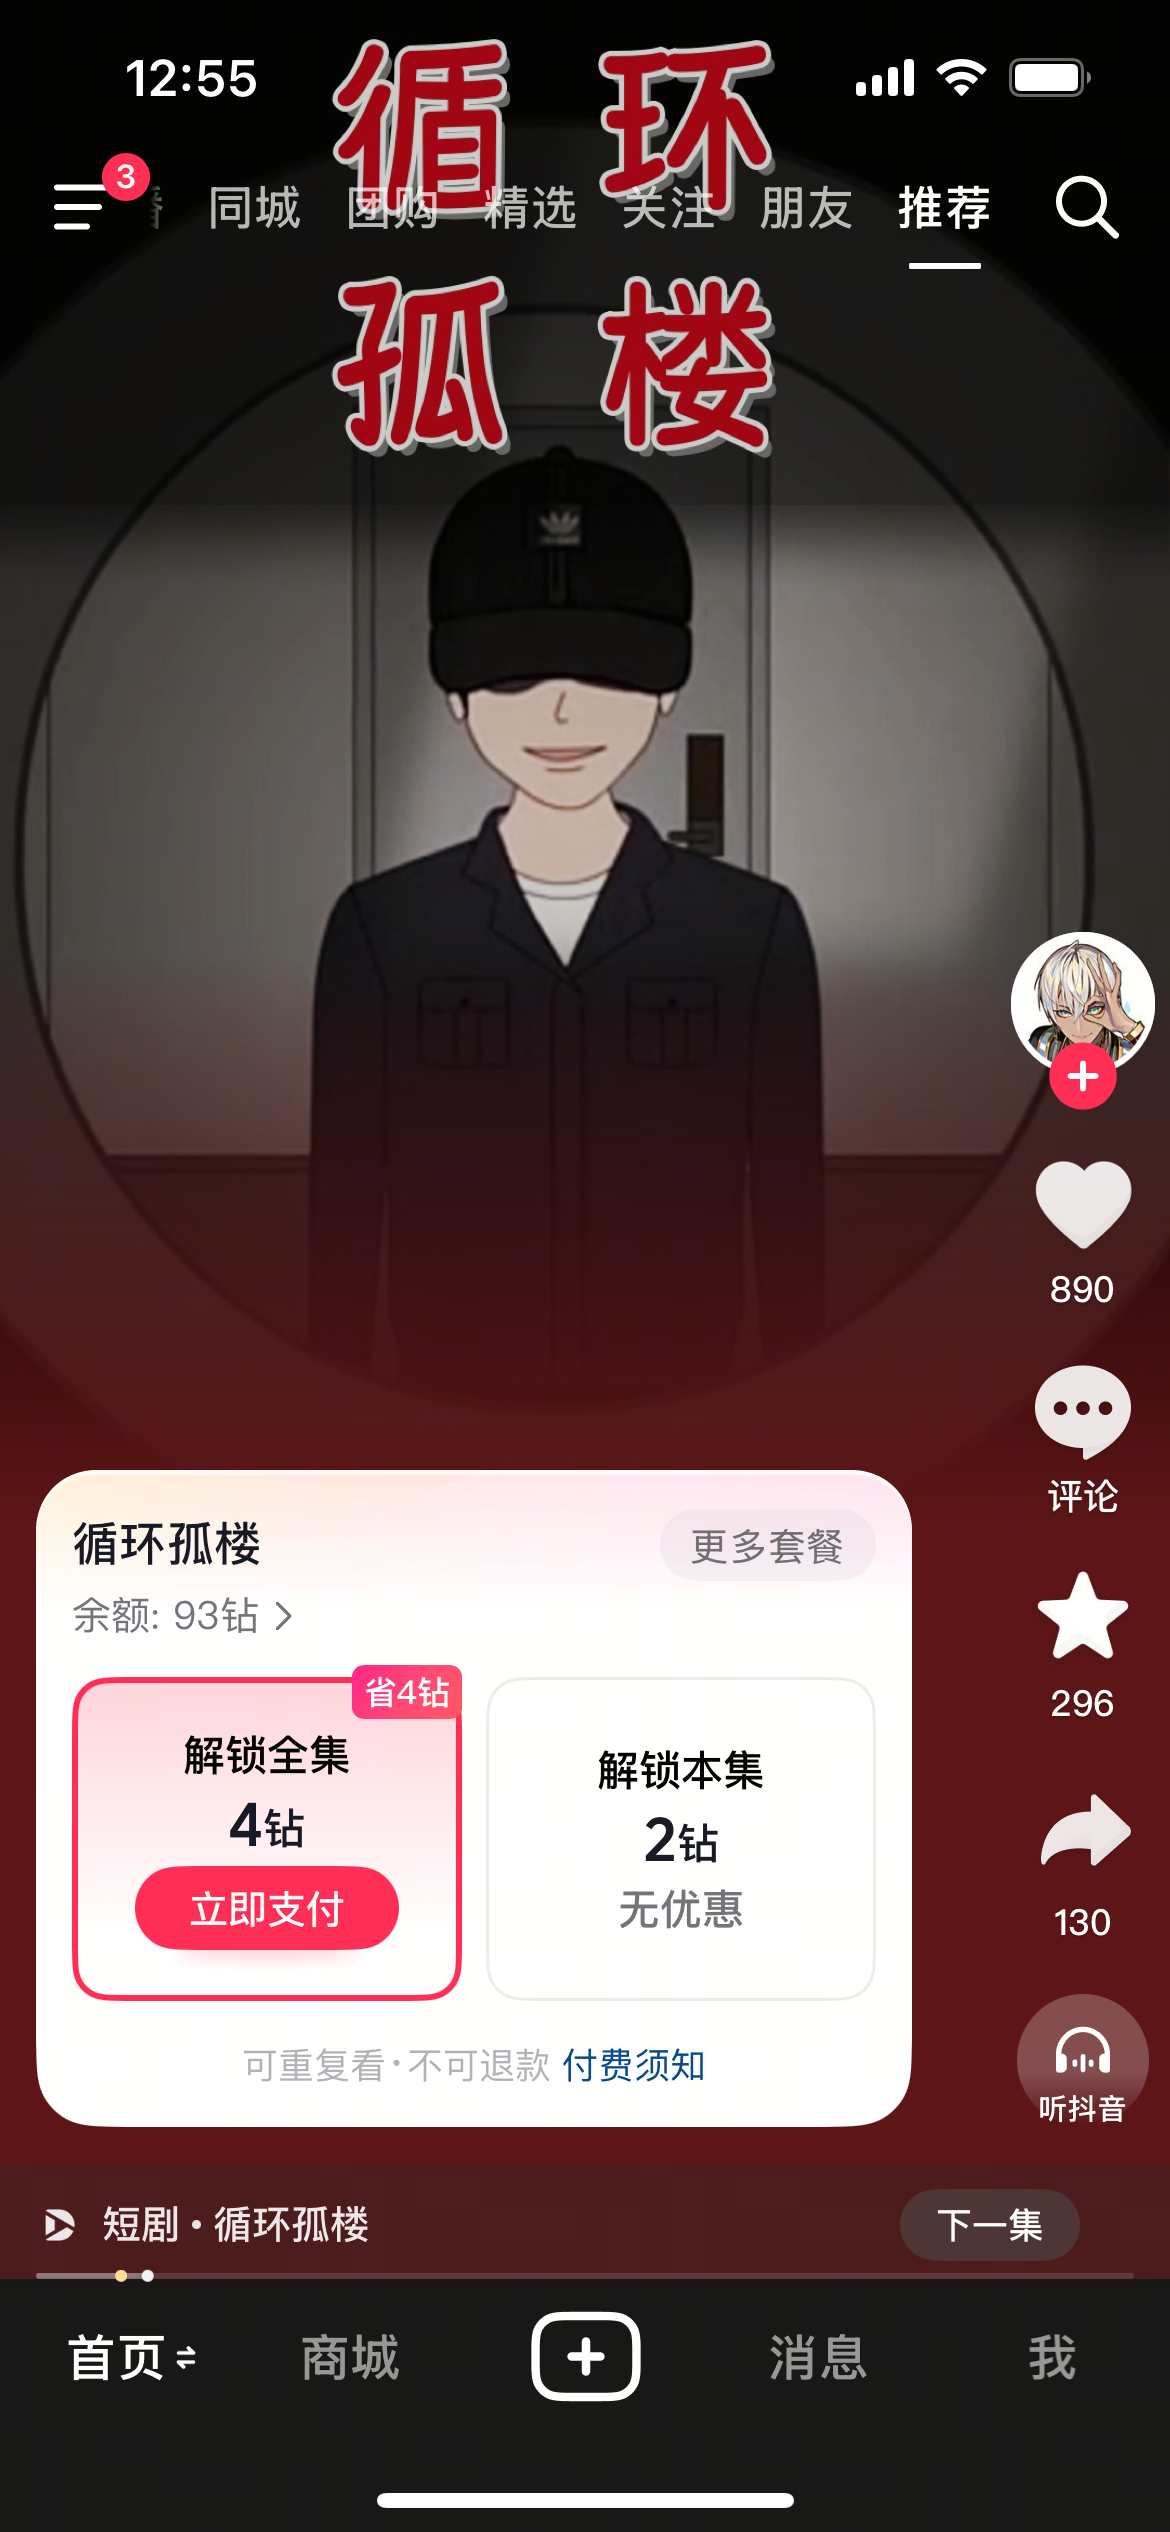 12:55
循 环
3
同城 团购 精选 关注 朋友 推荐
孤 楼
890
评论
循环孤楼
更多套餐
余额: 93钻
省4钻
解锁全集
4钻
立即支付
解锁本集
2钻
无优惠
296
130
可重复看·不可退款 付费须知
听抖音
短剧·循环孤楼
下一集
首页 商城 消息 我